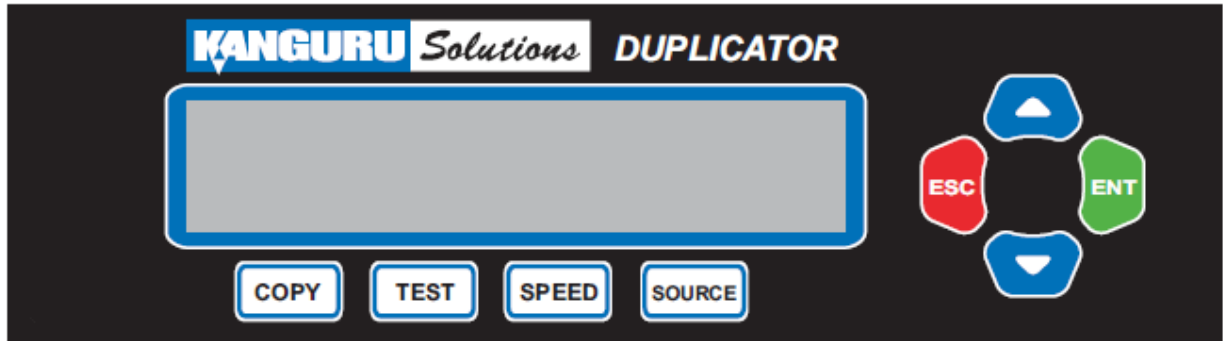 KANGURU Solutions DUPLICATOR
ESC ENT
COPY TEST SPEED SOURCE